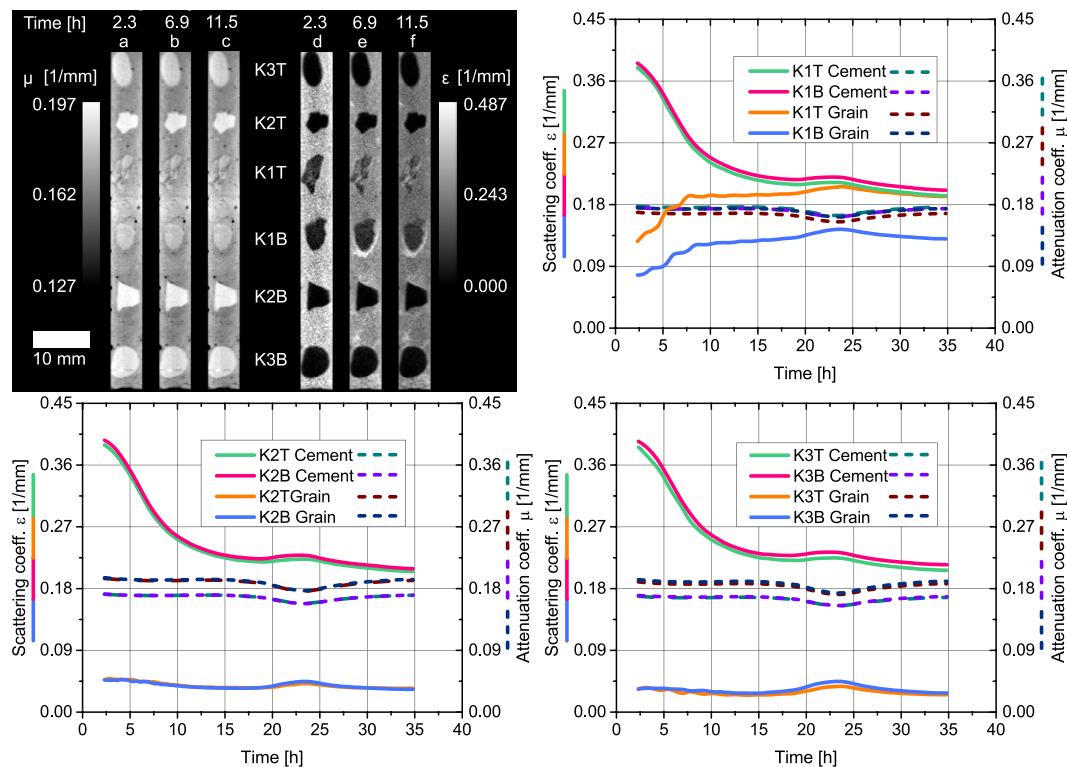 Time [h] 2.3 6.9 11.5 2.3 6.9 11.5
a b c d e f
K3T
μ [1/mm] ε [1/mm]
0.197 0.487
K2T
K1T
0.162 0.243
K1B
0.127 0.000
K2B
10 mm
K3B
0.45 0.45
K1T Cement
0.36 0.36
K1B Cement
K1T Grain
K1B Grain
0.27 0.27
0.18 0.18
0.09 0.09
0.00 0.00
0 5 10 15 20 25 30 35 40
Time [h]
Scattering coeff. ε [1/mm]
Attenuation coeff. μ [1/mm]
0.45 0.45
K2T Cement
0.36 0.36
K2B Cement
K2TGrain
K2B Grain
0.27 0.27
0.18 0.18
0.09 0.09
0.00 0.00
0 5 10 15 20 25 30 35 40
Time [h]
Scattering coeff. ε [1/mm]
Attenuation coeff. μ [1/mm]
0.45 0.45
K3T Cement
0.36 0.36
K3B Cement
K3T Grain
K3B Grain
0.27 0.27
0.18 0.18
0.09 0.09
0.00 0.00
0 5 10 15 20 25 30 35 40
Time [h]
Scattering coeff. ε [1/mm]
Attenuation coeff. μ [1/mm]